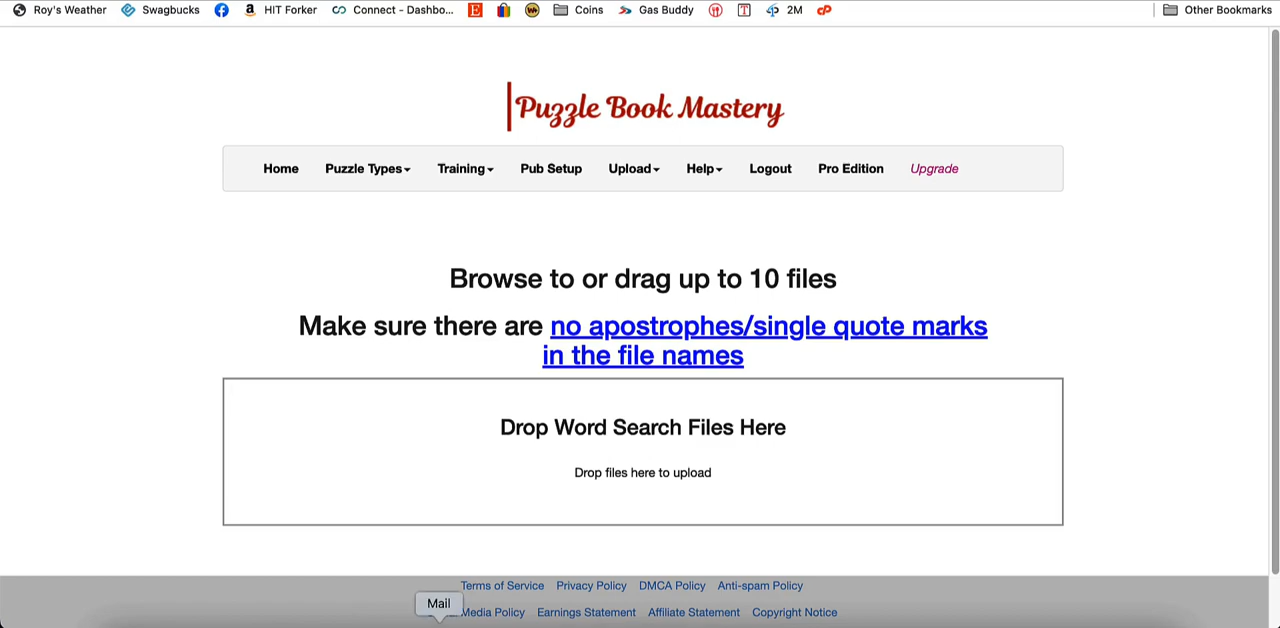 Roy's Weather Swagbucks HIT Forker Connect - Dashbo... Coins Gas Buddy 2M Other Bookmarks
Puzzle Book Mastery
Home Puzzle Types Training Pub Setup Upload Help Logout Pro Edition Upgrade
Browse to or drag up to 10 files
Make sure there are no apostrophes/single quote marks
in the file names
Drop Word Search Files Here
Drop files here to upload
Terms of Service Privacy Policy DMCA Policy Anti-spam Policy
Mail
Media Policy Earnings Statement Affiliate Statement Copyright Notice